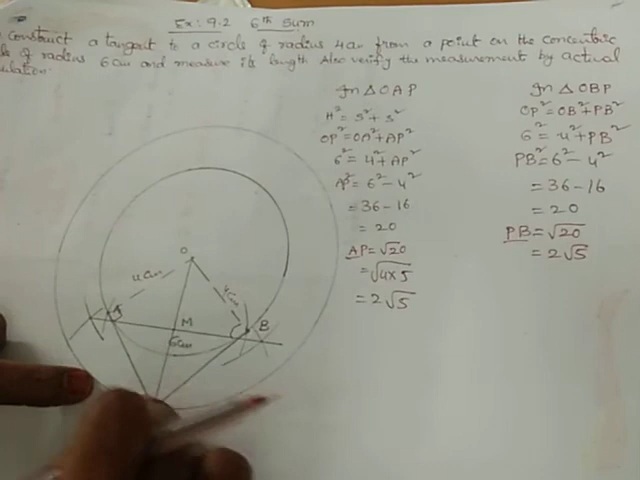 Ex: 9.2 6th Sum
Construct a tangent to a circle of radius 4cm from a point on the concentric
of radius 6cm and measure its length Also verify the measurement by actual
In △ OAP
H² = S² + S²
OP² = OA² + AP²
6² = 4² + AP²
AP² = 6² - 4²
= 36 - 16
= 20
AP = √20
= √4×5
= 2√5
In △ OBP
OP² = OB² + PB²
6² = 4² + PB²
PB² = 6² - 4²
= 36 - 16
= 20
PB = √20
= 2√5
O
4cm
4cm
A
M
B
6cm